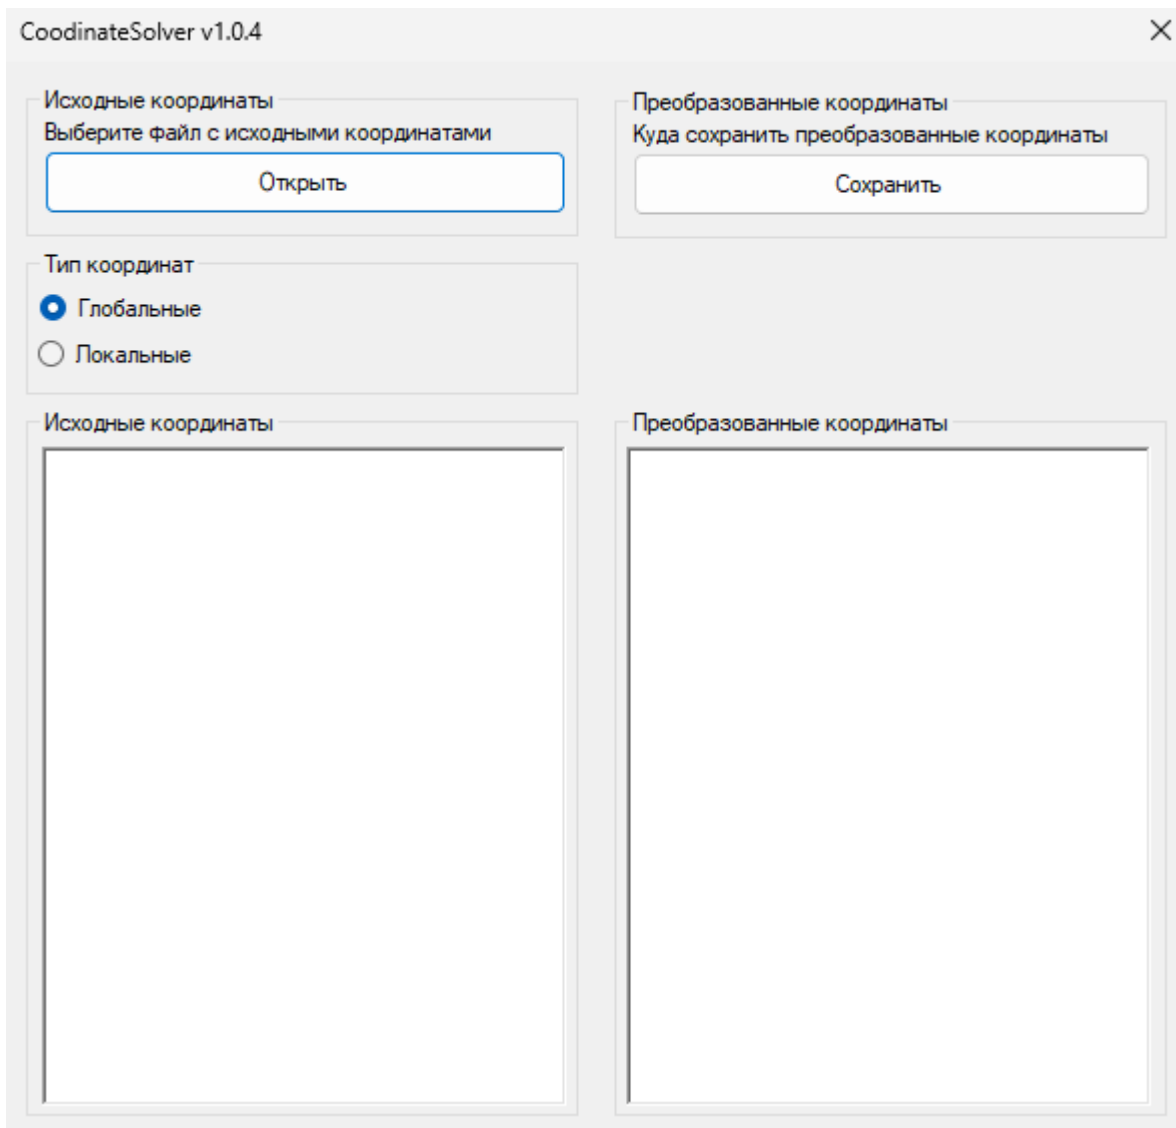 CoodinateSolver v1.0.4
Исходные координаты
Выберите файл с исходными координатами
Открыть
Преобразованные координаты
Куда сохранить преобразованные координаты
Сохранить
Тип координат
Глобальные
Локальные
Исходные координаты
Преобразованные координаты